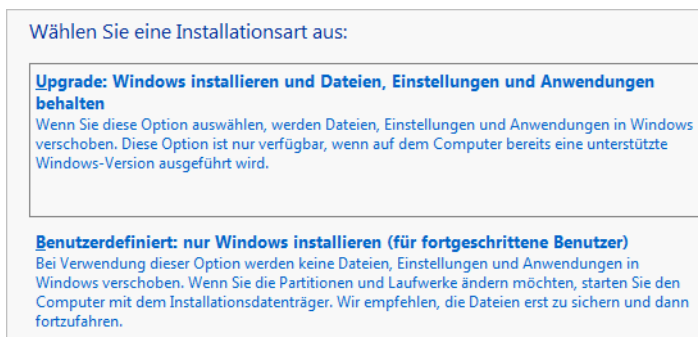 Wählen Sie eine Installationsart aus:
Upgrade: Windows installieren und Dateien, Einstellungen und Anwendungen
behalten
Wenn Sie diese Option auswählen, werden Dateien, Einstellungen und Anwendungen in Windows
verschoben. Diese Option ist nur verfügbar, wenn auf dem Computer bereits eine unterstützte
Windows-Version ausgeführt wird.
Benutzerdefiniert: nur Windows installieren (für fortgeschrittene Benutzer)
Bei Verwendung dieser Option werden keine Dateien, Einstellungen und Anwendungen in
Windows verschoben. Wenn Sie die Partitionen und Laufwerke ändern möchten, starten Sie den
Computer mit dem Installationsdatenträger. Wir empfehlen, die Dateien erst zu sichern und dann
fortzufahren.